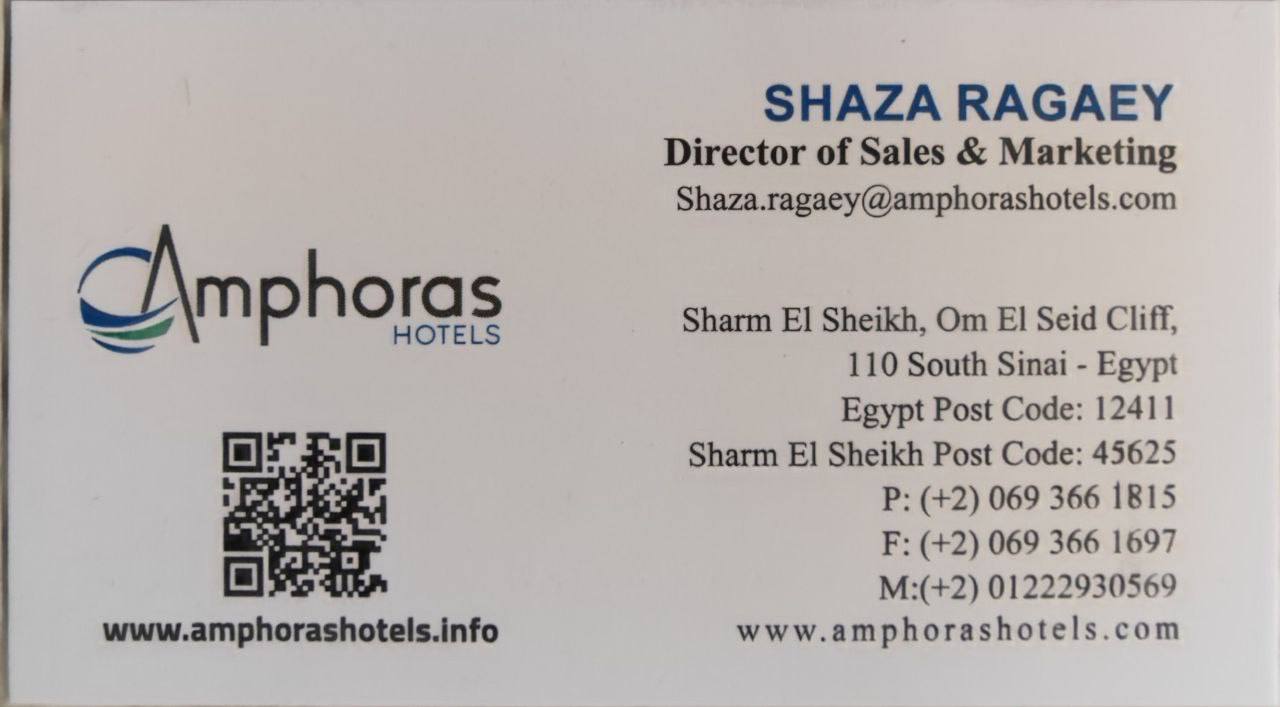 SHAZA RAGAEY
Director of Sales & Marketing
Shaza.ragaey@amphorashotels.com
Amphoras
HOTELS
Sharm El Sheikh, Om El Seid Cliff,
110 South Sinai - Egypt
Egypt Post Code: 12411
Sharm El Sheikh Post Code: 45625
P: (+2) 069 366 1815
F: (+2) 069 366 1697
M:(+2) 01222930569
www.amphorashotels.com
www.amphorashotels.info